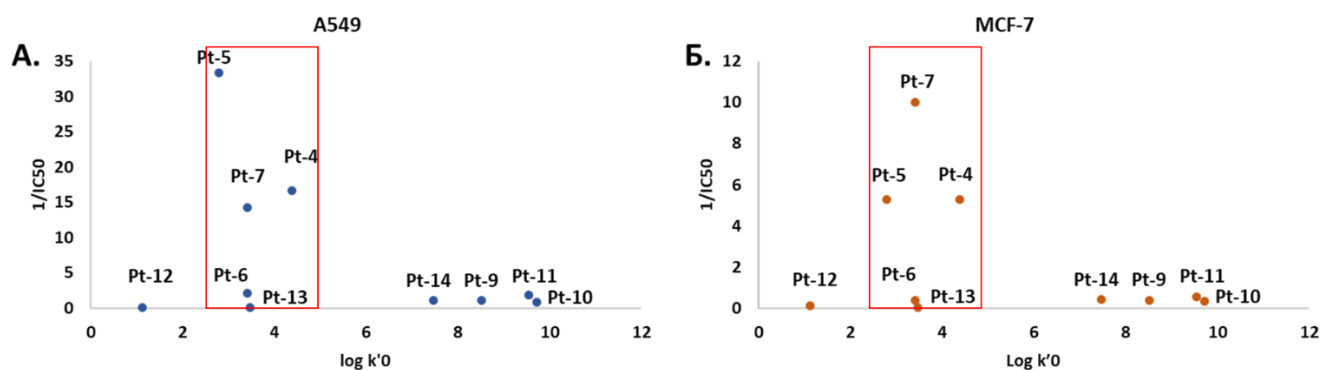 A549
А.
35
30
25
20
15
10
5
0
1/IC50
Pt-5
Pt-4
Pt-7
Pt-12
Pt-6
Pt-13
Pt-14
Pt-9
Pt-11
Pt-10
0 2 4 6 8 10 12
log k'0
MCF-7
Б.
12
10
8
6
4
2
0
1/IC50
Pt-7
Pt-5
Pt-4
Pt-12
Pt-6
Pt-13
Pt-14
Pt-9
Pt-11
Pt-10
0 2 4 6 8 10 12
Log k’0